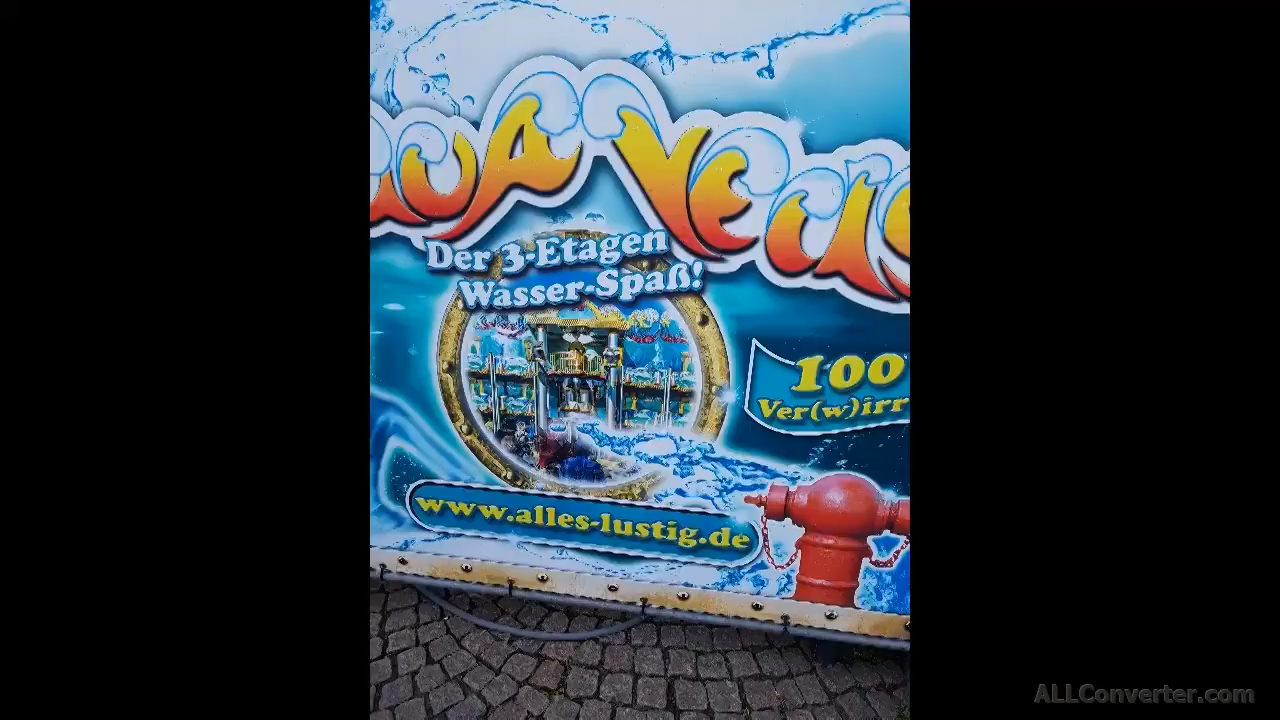 Der 3-Etagen
Wasser-Spaß!
100
Ver(w)irr
www.alles-lustig.de
ALLConverter.com